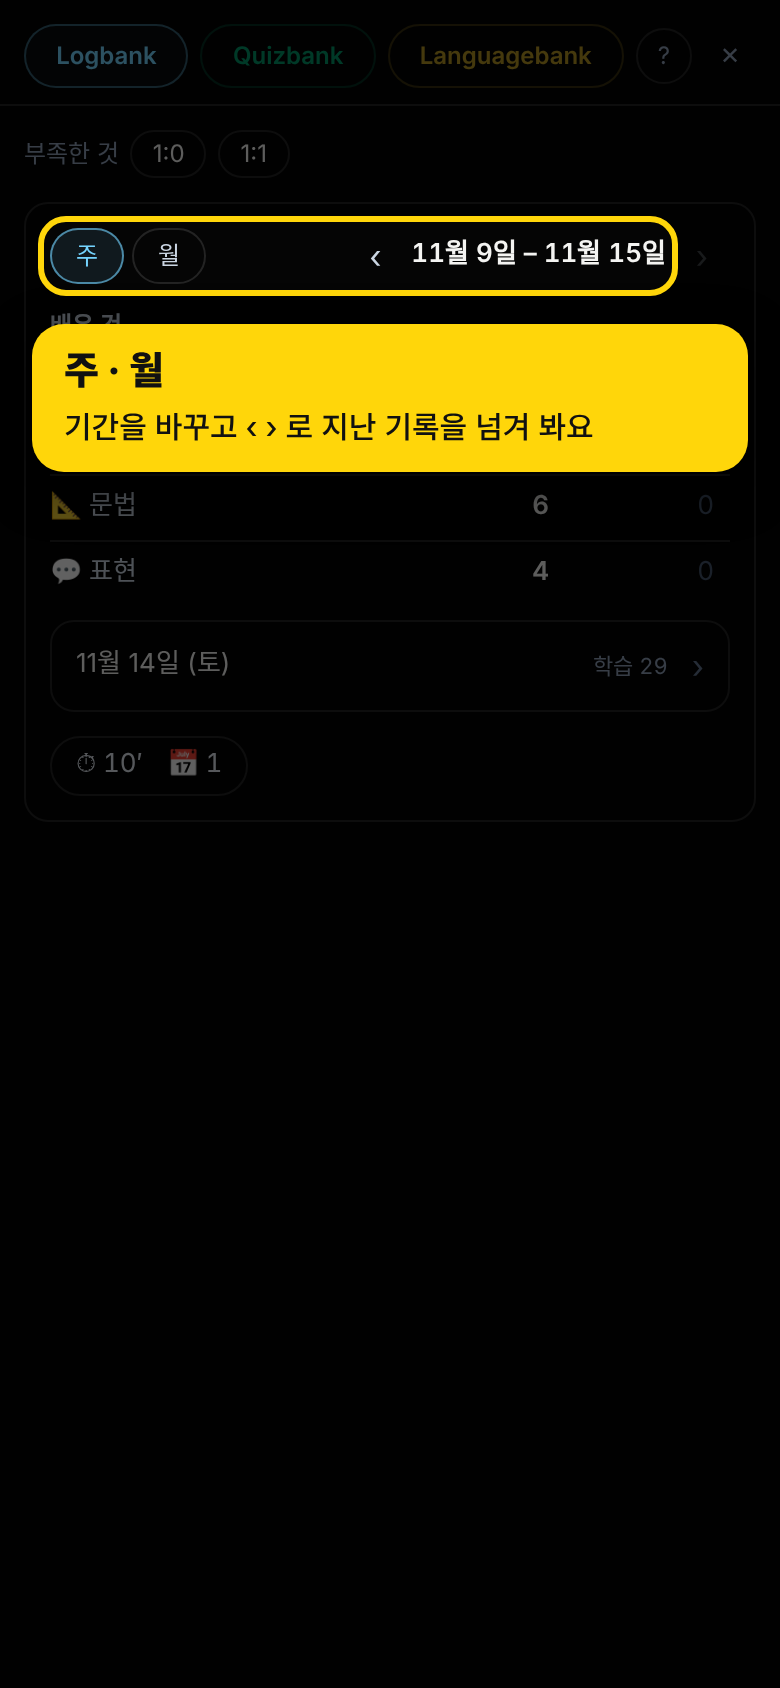 Logbank Quizbank Languagebank ? ×
부족한 것 1:0 1:1
주 월 ‹ 11월 9일 – 11월 15일 ›
주 · 월
기간을 바꾸고 ‹ › 로 지난 기록을 넘겨 봐요
문법 6 0
표현 4 0
11월 14일 (토) 학습 29 ›
10′ 1